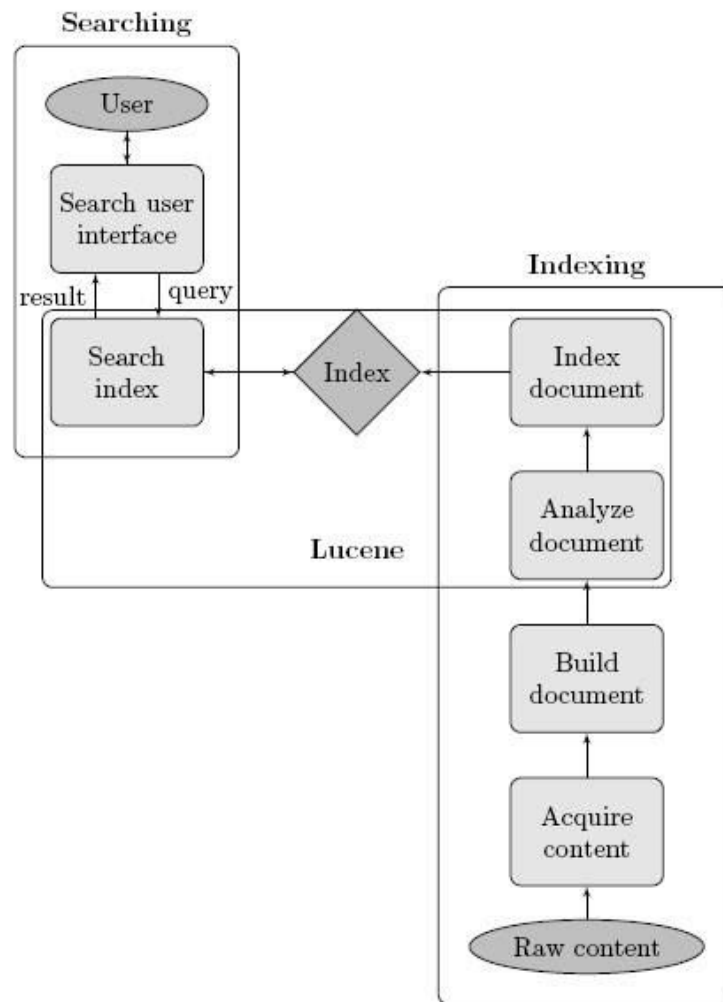 Searching
User
Search user
interface
result
query
Search
index
Index
Lucene
Indexing
Index
document
Analyze
document
Build
document
Acquire
content
Raw content